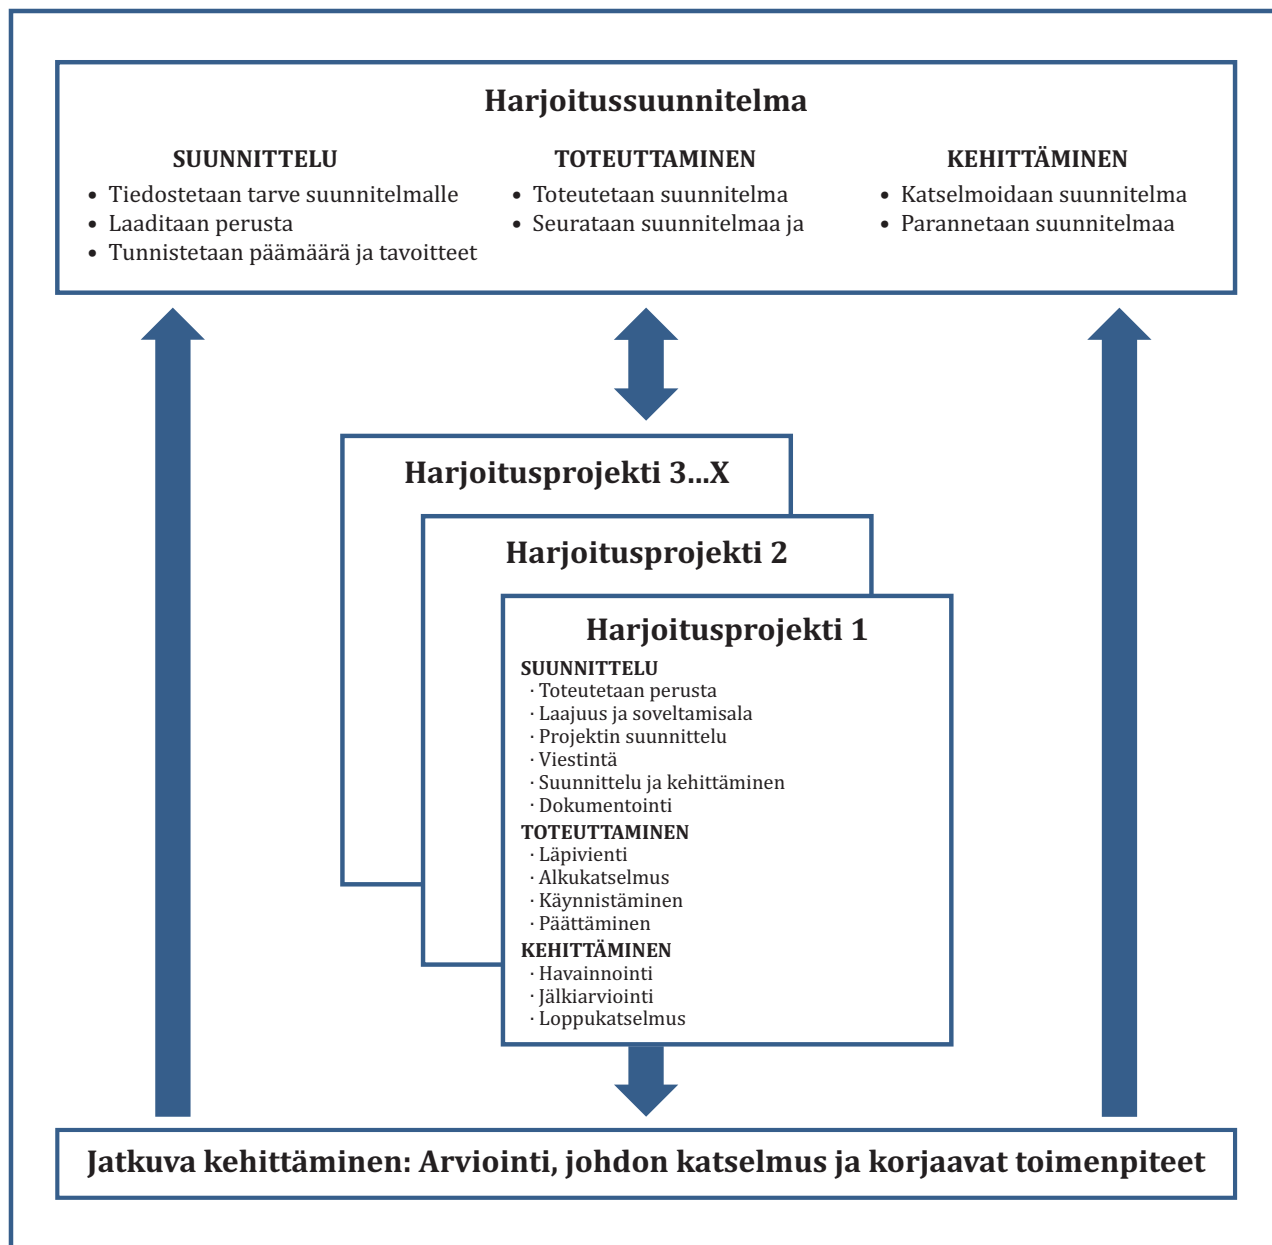 Harjoitussuunnitelma
SUUNNITTELU
• Tiedostetaan tarve suunnitelmalle
• Laaditaan perusta
• Tunnistetaan päämäärä ja tavoitteet
TOTEUTTAMINEN
• Toteutetaan suunnitelma
• Seurataan suunnitelmaa ja
KEHITTÄMINEN
• Katselmoidaan suunnitelma
• Parannetaan suunnitelmaa
Harjoitusprojekti 3...X
Harjoitusprojekti 2
Harjoitusprojekti 1
SUUNNITTELU
· Toteutetaan perusta
· Laajuus ja soveltamisala
· Projektin suunnittelu
· Viestintä
· Suunnittelu ja kehittäminen
· Dokumentointi
TOTEUTTAMINEN
· Läpivienti
· Alkukatselmus
· Käynnistäminen
· Päättäminen
KEHITTÄMINEN
· Havainnointi
· Jälkiarviointi
· Loppukatselmus
Jatkuva kehittäminen: Arviointi, johdon katselmus ja korjaavat toimenpiteet